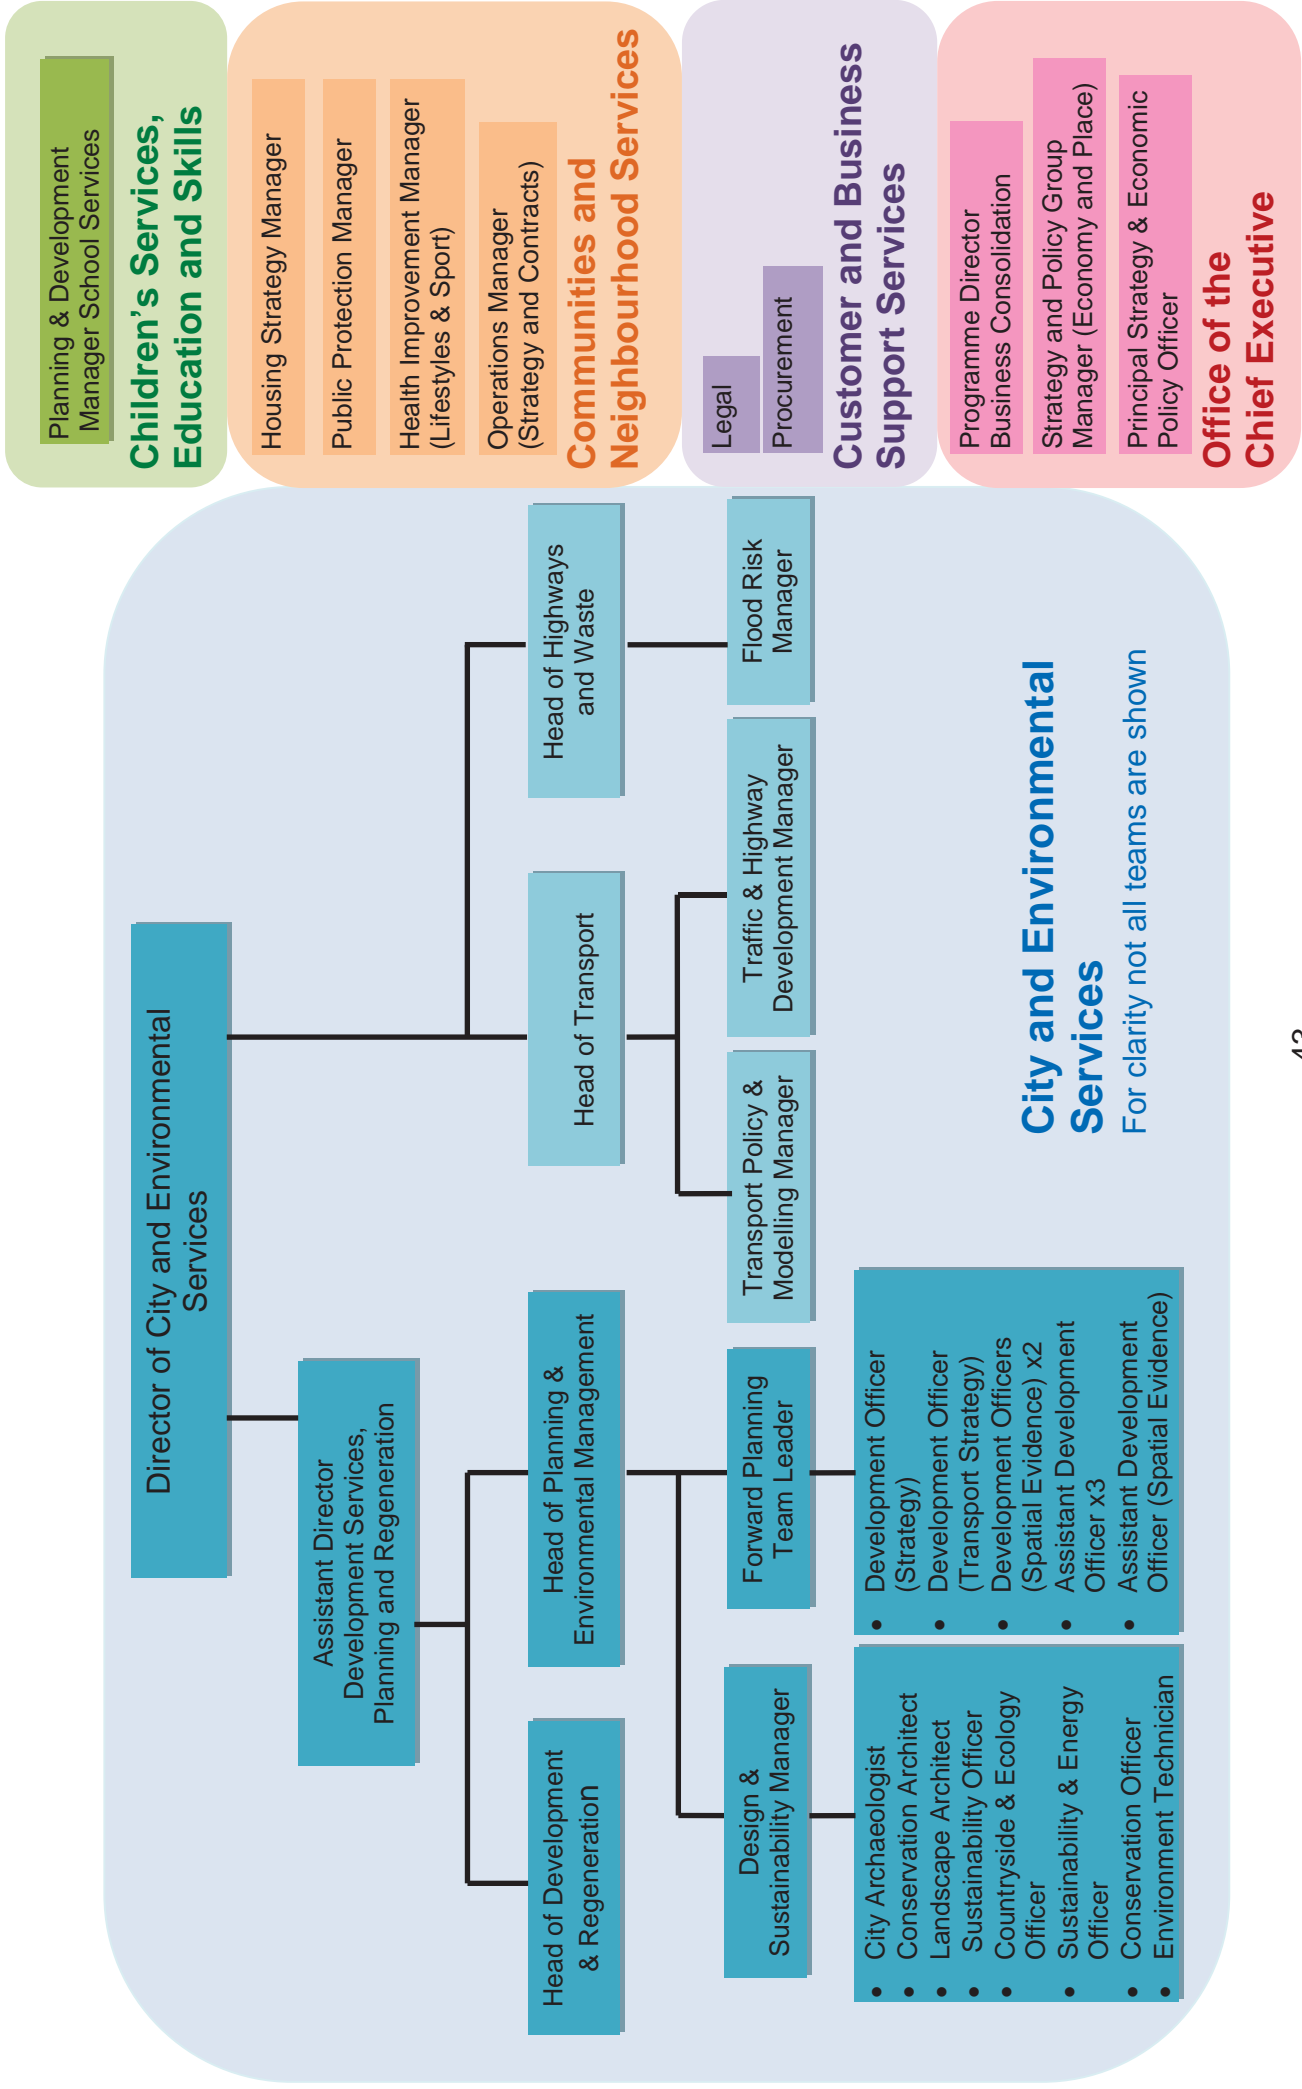 Director of City and Environmental
Services
Assistant Director
Development Services,
Planning and Regeneration
Head of Development
& Regeneration
Head of Planning &
Environmental Management
Head of Transport
Head of Highways
and Waste
Design &
Sustainability Manager
Forward Planning
Team Leader
Transport Policy &
Modelling Manager
Traffic & Highway
Development Manager
Flood Risk
Manager
• City Archaeologist
• Conservation Architect
• Landscape Architect
• Sustainability Officer
• Countryside & Ecology
Officer
• Sustainability & Energy
Officer
• Conservation Officer
• Environment Technician
• Development Officer
(Strategy)
• Development Officer
(Transport Strategy)
• Development Officers
(Spatial Evidence) x2
• Assistant Development
Officer x3
• Assistant Development
Officer (Spatial Evidence)
City and Environmental
Services
For clarity not all teams are shown
Planning & Development
Manager School Services
Children's Services,
Education and Skills
Housing Strategy Manager
Public Protection Manager
Health Improvement Manager
(Lifestyles & Sport)
Operations Manager
(Strategy and Contracts)
Communities and
Neighbourhood Services
Legal
Procurement
Customer and Business
Support Services
Programme Director
Business Consolidation
Strategy and Policy Group
Manager (Economy and Place)
Principal Strategy & Economic
Policy Officer
Office of the
Chief Executive